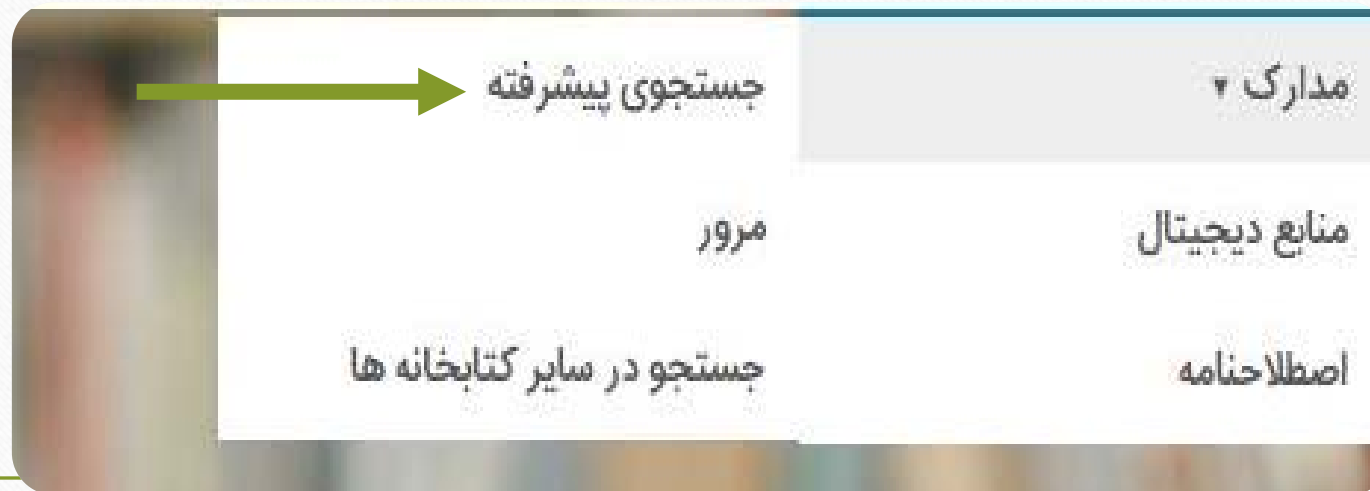 مدارک ▾
منابع دیجیتال
اصطلاحنامه
جستجوی پیشرفته
مرور
جستجو در سایر کتابخانه ها